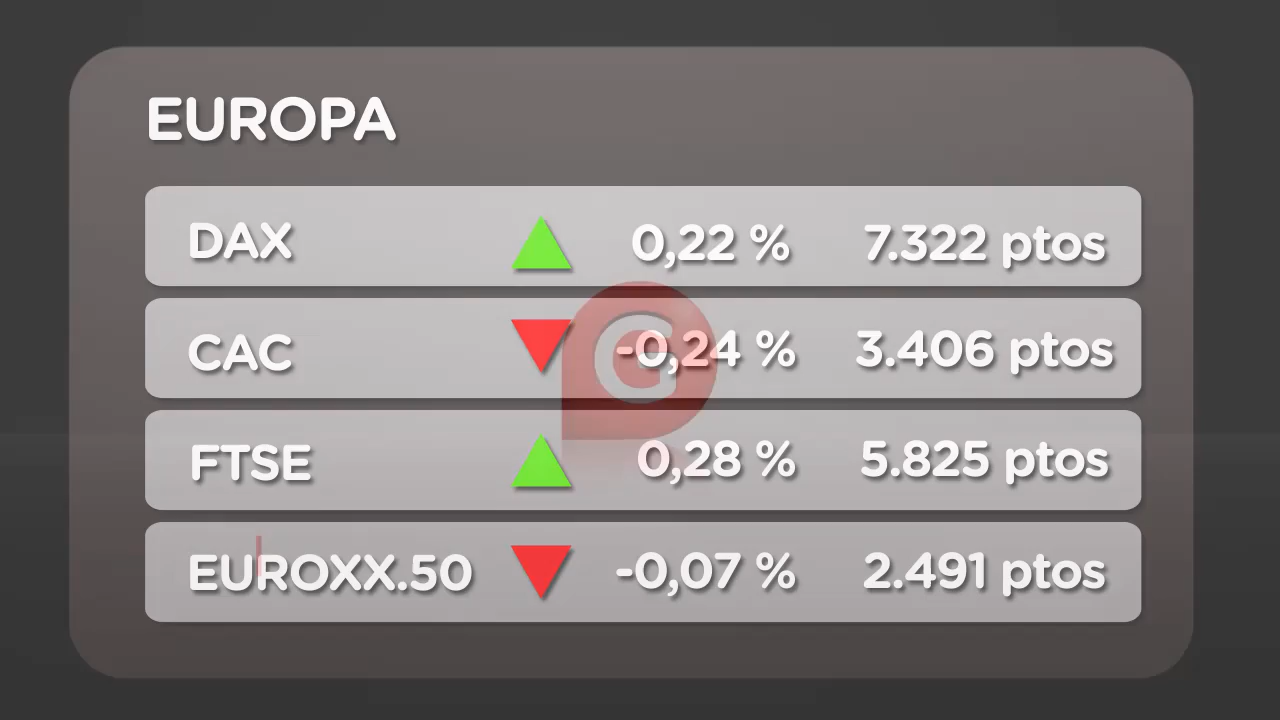 EUROPA
DAX 0,22 % 7.322 ptos
CAC -0,24 % 3.406 ptos
G
FTSE 0,28 % 5.825 ptos
EUROXX.50 -0,07 % 2.491 ptos